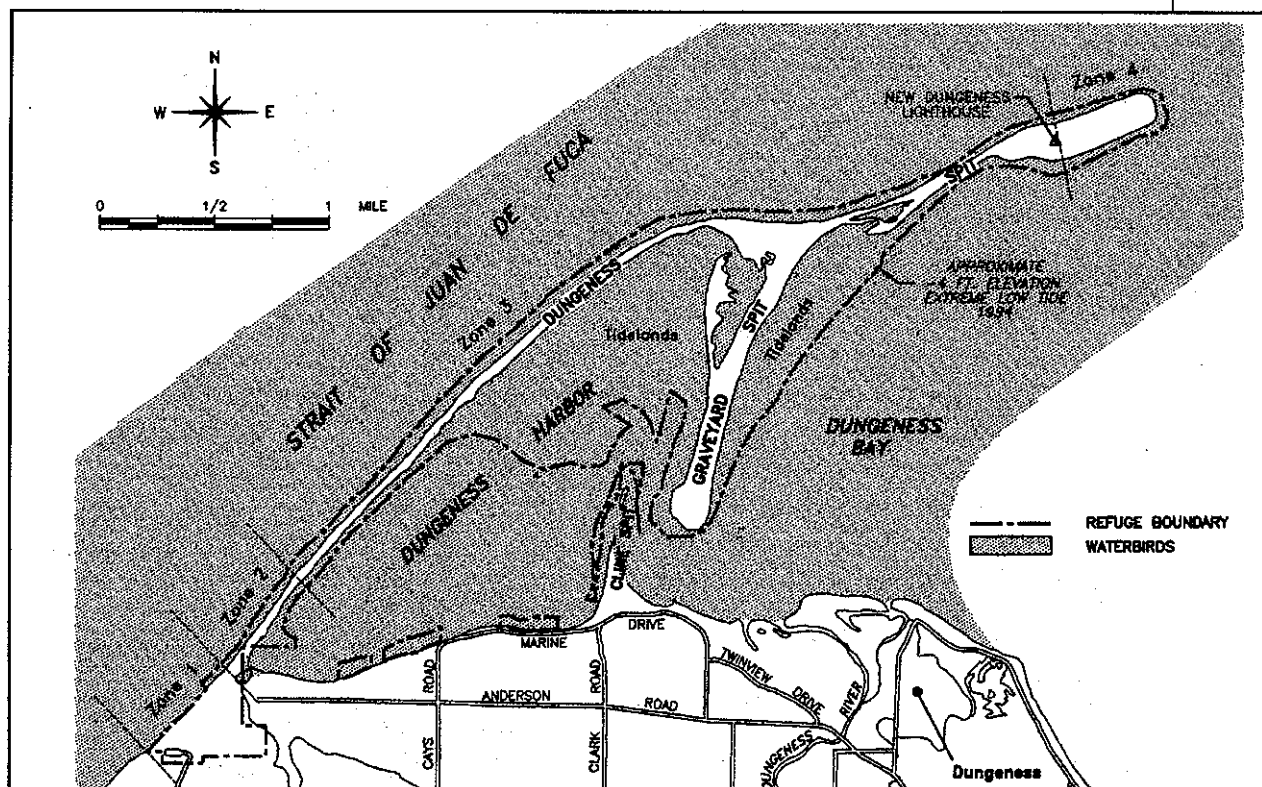 N
W E
S
0 1/2 1 MILE
Zone 4
NEW DUNGENESS
LIGHTHOUSE
STRAIT OF JUAN DE FUCA
SPIT
DUNGENESS
Zone 3
Tidelands
SPIT
Tidelands
APPROXIMATE
-4 FT. ELEVATION
EXTREME LOW TIDE
1994
HARBOR
DUNGENESS
GRAVEYARD
DUNGENESS
BAY
REFUGE BOUNDARY
WATERBIRDS
CLINE SPIT
Zone 2
Zone 1
MARINE
DRIVE
TWINVIEW
DRIVE
ANDERSON
ROAD
CAYS
ROAD
CLARK
ROAD
DUNGENESS
RIVER
Dungeness